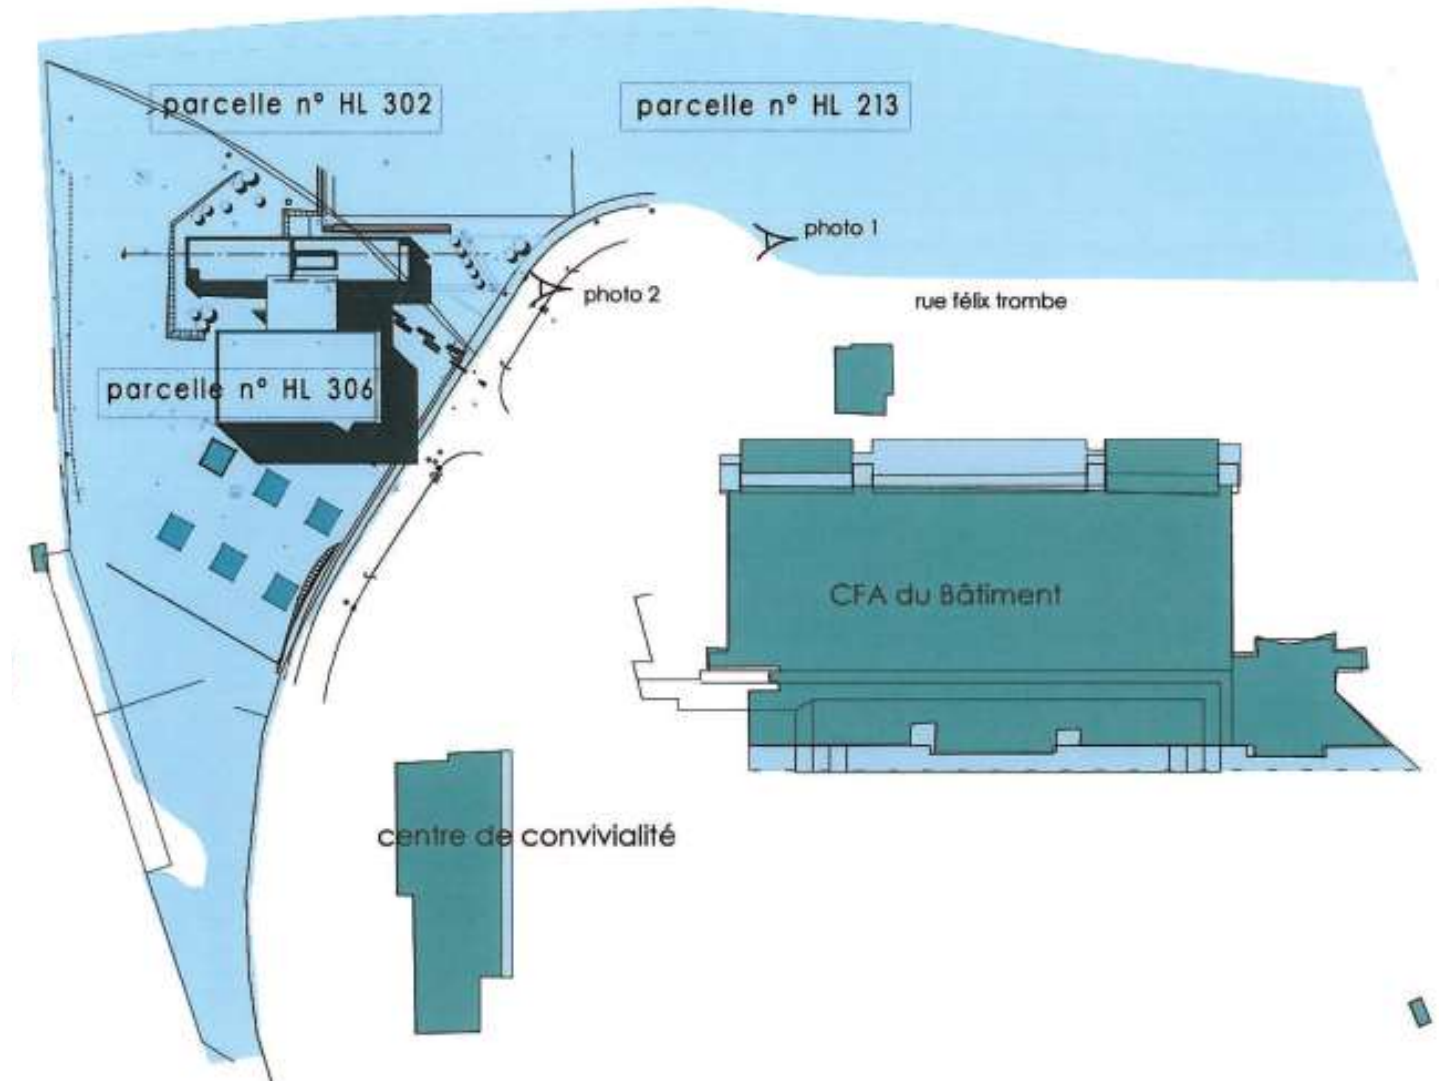 parcelle n° HL 302
parcelle n° HL 213
photo 1
photo 2
rue félix trombe
parcelle n° HL 306
CFA du Bâtiment
centre de convivialité